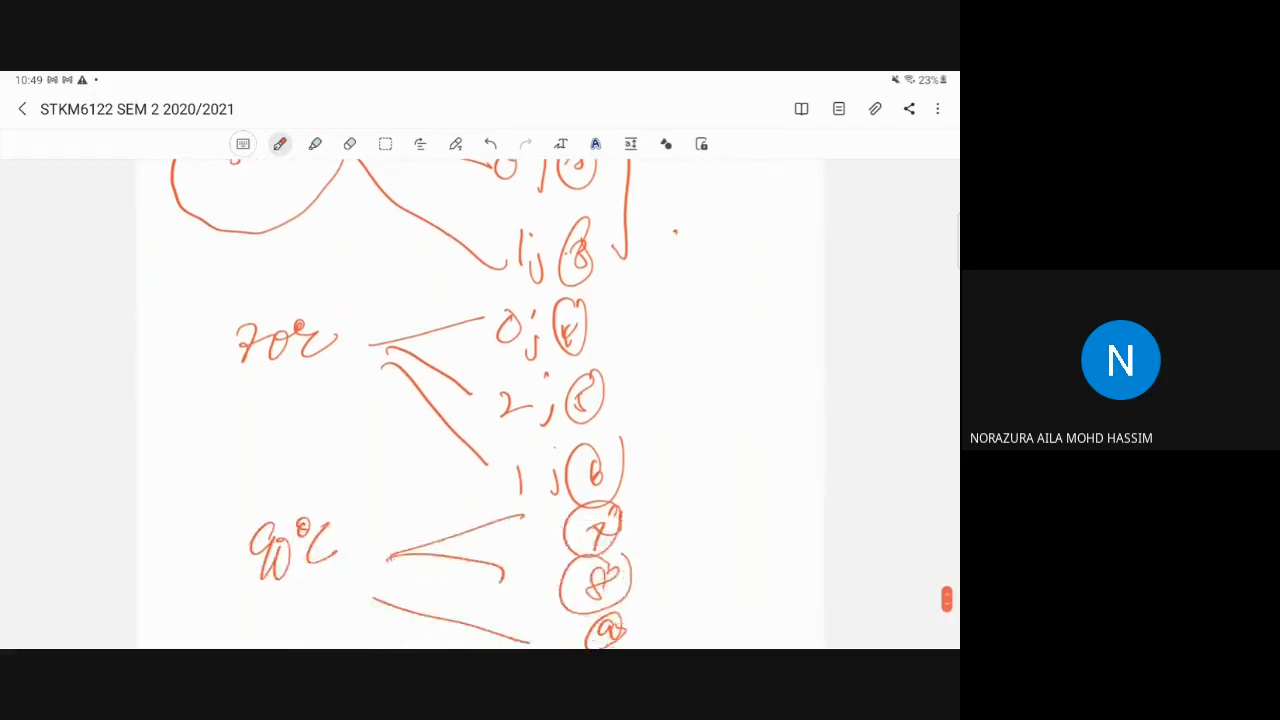 10:49
23%
STKM6122 SEM 2 2020/2021
1; 3
70°C
0; 4
2; 5
1; 6
7
90°C
8
9
N
NORAZURA AILA MOHD HASSIM